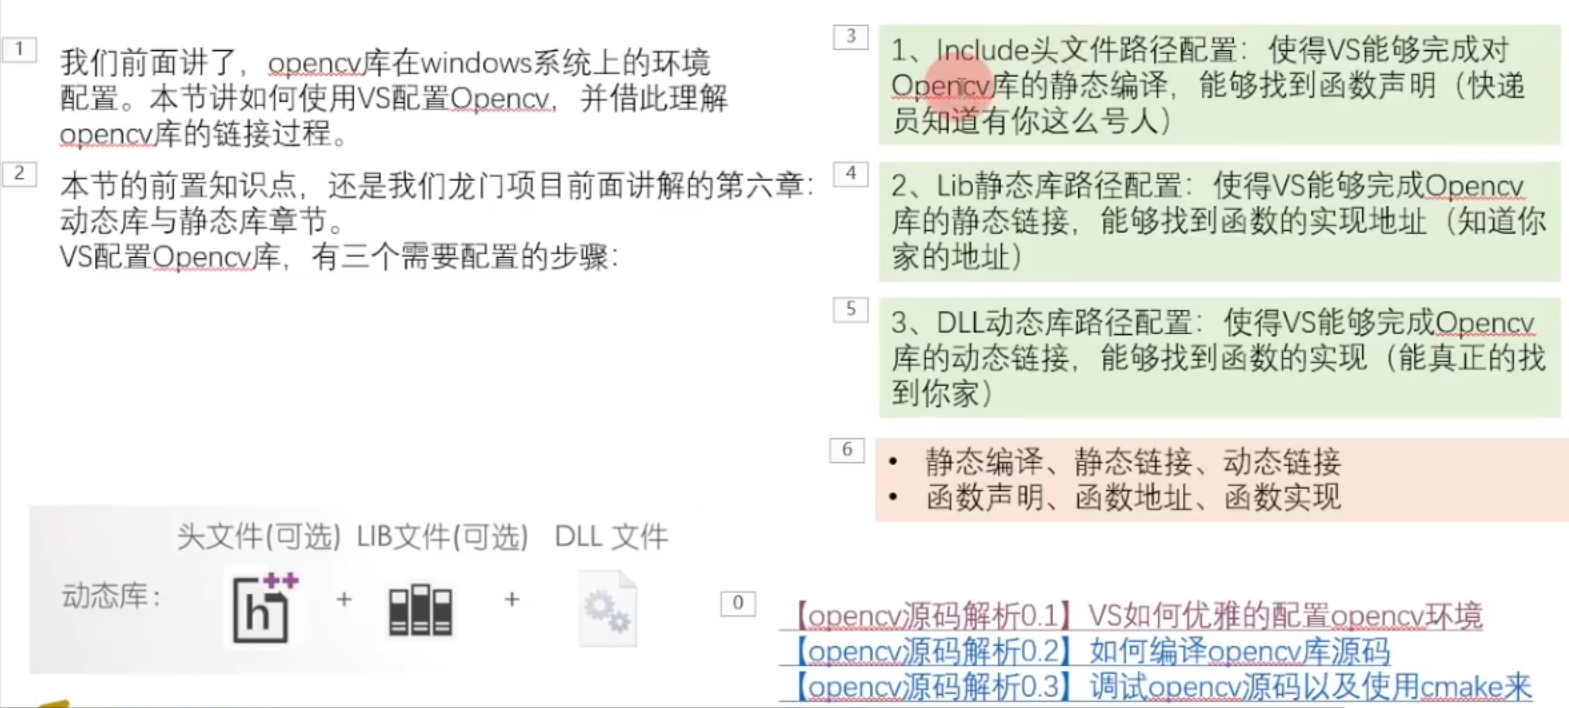 1
我们前面讲了，opencv库在windows系统上的环境
配置。本节讲如何使用VS配置Opencv，并借此理解
opencv库的链接过程。
2
本节的前置知识点，还是我们龙门项目前面讲解的第六章：
动态库与静态库章节。
VS配置Opencv库，有三个需要配置的步骤：
3
1、Include头文件路径配置：使得VS能够完成对
Opencv库的静态编译，能够找到函数声明（快递
员知道有你这么号人）
4
2、Lib静态库路径配置：使得VS能够完成Opencv
库的静态链接，能够找到函数的实现地址（知道你
家的地址）
5
3、DLL动态库路径配置：使得VS能够完成Opencv
库的动态链接，能够找到函数的实现（能真正的找
到你家）
6
• 静态编译、静态链接、动态链接
• 函数声明、函数地址、函数实现
头文件(可选) LIB文件(可选) DLL 文件
动态库：
h ++
+ +
0
【opencv源码解析0.1】VS如何优雅的配置opencv环境
【opencv源码解析0.2】如何编译opencv库源码
【opencv源码解析0.3】调试opencv源码以及使用cmake来